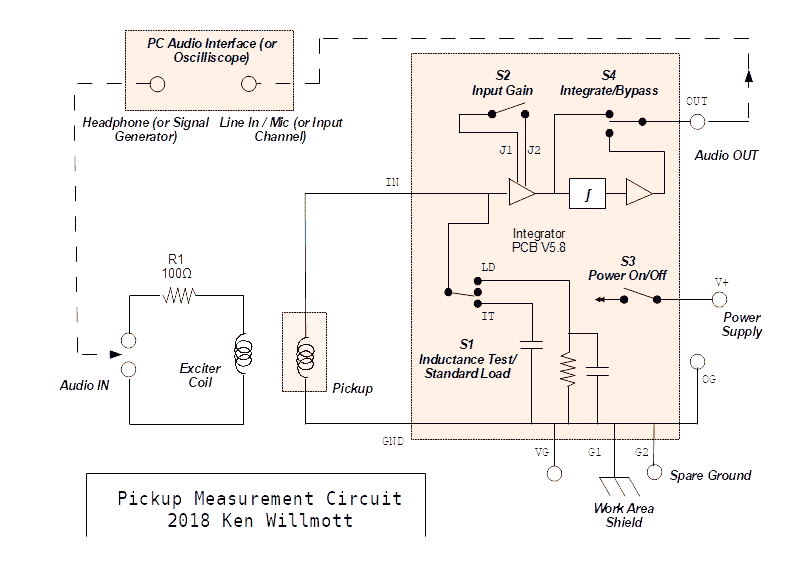 PC Audio Interface (or
Oscilliscope)
Headphone (or Signal
Generator)
Line In / Mic (or Input
Channel)
S2
Input Gain
S4
Integrate/Bypass
OUT
Audio OUT
J1
J2
IN
∫
Integrator
PCB V5.8
R1
100Ω
LD
IT
S3
Power On/Off
V+
Power
Supply
S1
Inductance Test/
Standard Load
Exciter
Coil
Audio IN
Pickup
OG
GND
VG
G1
G2
Spare Ground
Work Area
Shield
Pickup Measurement Circuit
2018 Ken Willmott